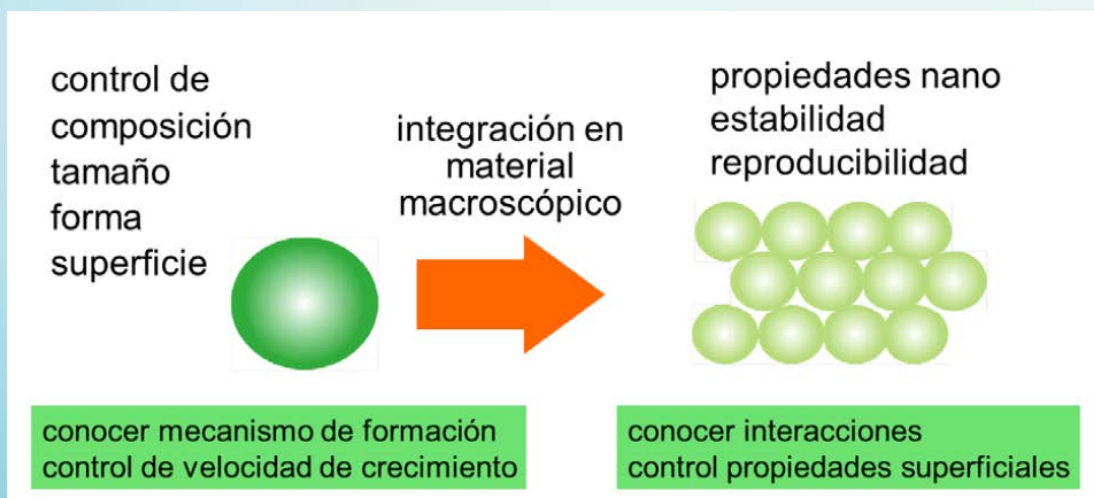 control de
composición
tamaño
forma
superficie
integración en
material
macroscópico
propiedades nano
estabilidad
reproducibilidad
conocer mecanismo de formación
control de velocidad de crecimiento
conocer interacciones
control propiedades superficiales